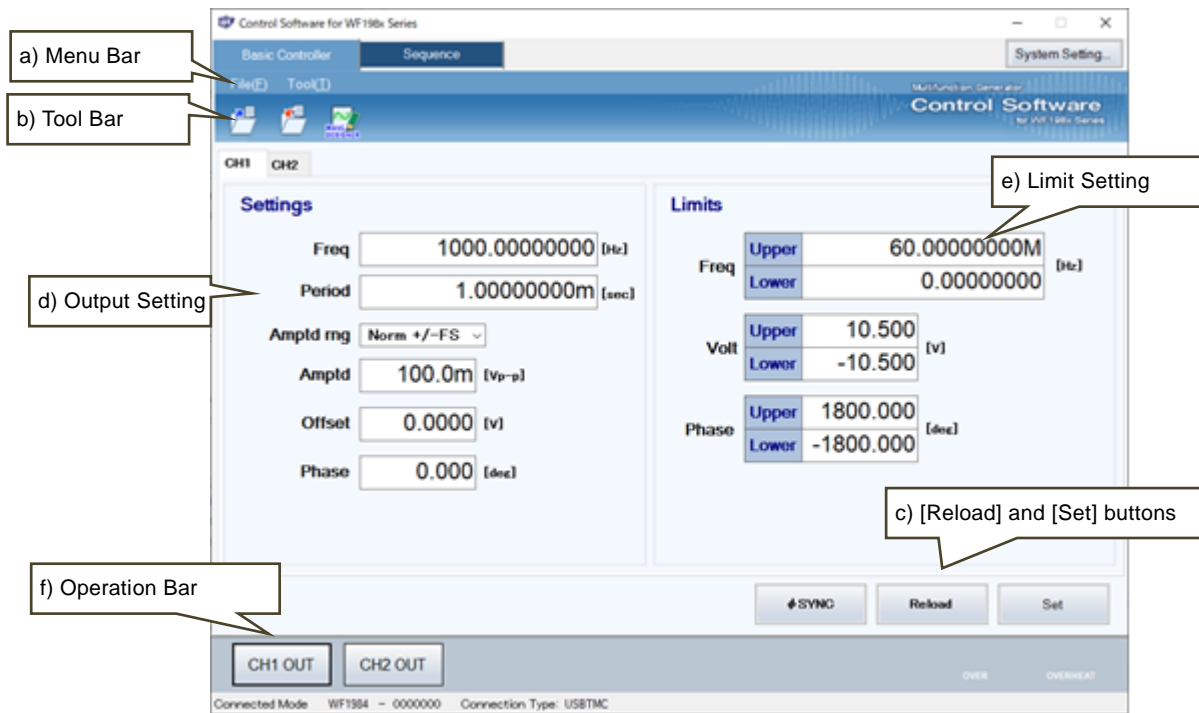 Control Software for WF198x Series
a) Menu Bar
Basic Controller
Sequence
System Setting...
File(F)
Tool(T)
Multifunction Generator
Control Software
for WF198x Series
b) Tool Bar
WAVE DESIGNER
CH1
CH2
e) Limit Setting
Settings
Limits
Freq 1000.00000000 [Hz]
Period 1.00000000m [sec]
d) Output Setting
Amptd rng Norm +/-FS
Amptd 100.0m [Vp-p]
Offset 0.0000 [V]
Phase 0.000 [deg]
Freq
Upper 60.00000000M
Lower 0.00000000
[Hz]
Volt
Upper 10.500
Lower -10.500
[V]
Phase
Upper 1800.000
Lower -1800.000
[deg]
c) [Reload] and [Set] buttons
f) Operation Bar
SYNC
Reload
Set
CH1 OUT
CH2 OUT
OVER
OVERHEAT
Connected Mode WF1984 - 0000000 Connection Type: USBTMC